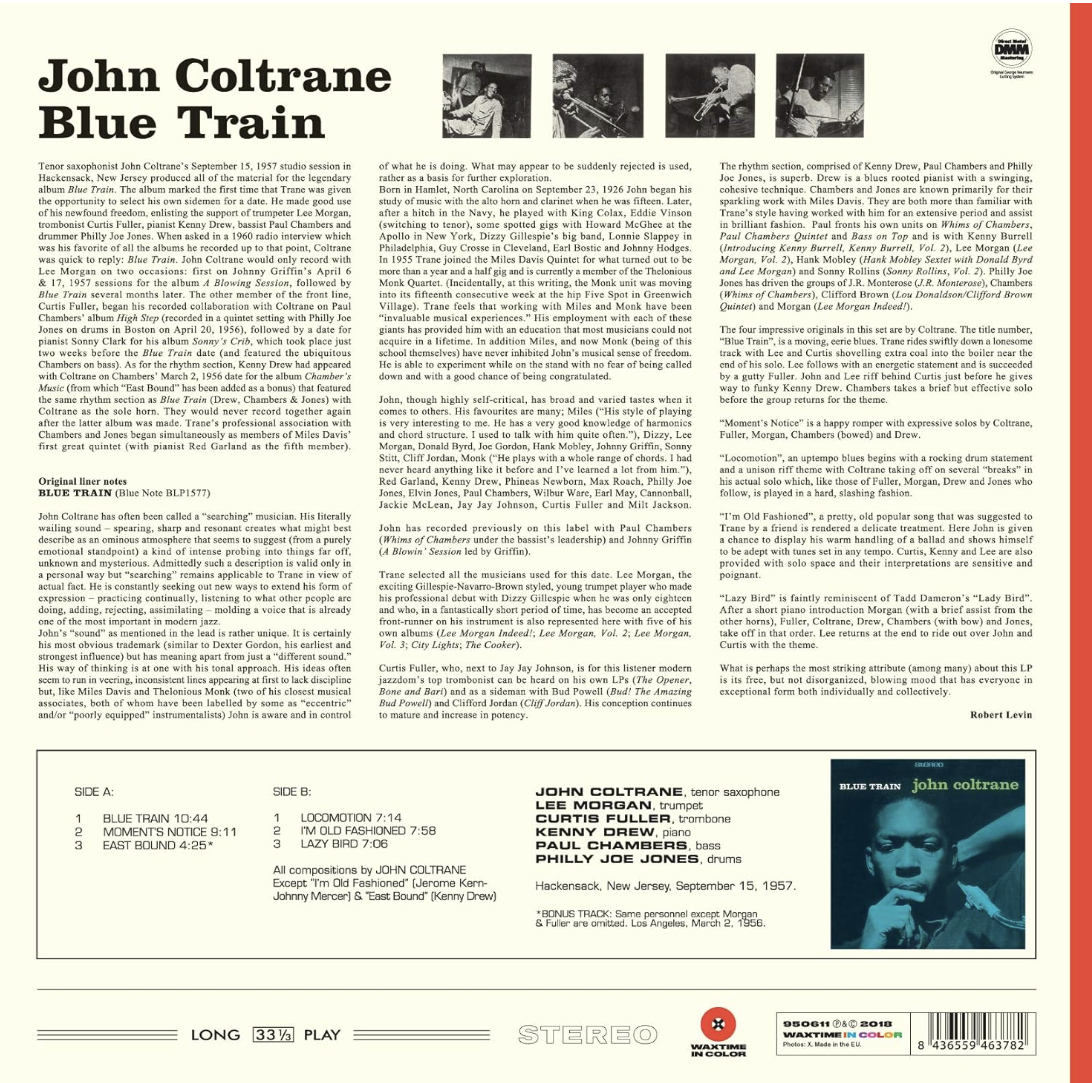 John Coltrane
Blue Train
Direct Metal
DMM
Mastering
Original George Neumann
Cutting System
Tenor saxophonist John Coltrane's September 15, 1957 studio session in
Hackensack, New Jersey produced all of the material for the legendary
album Blue Train. The album marked the first time that Trane was given
the opportunity to select his own sidemen for a date. He made good use
of his newfound freedom, enlisting the support of trumpeter Lee Morgan,
trombonist Curtis Fuller, pianist Kenny Drew, bassist Paul Chambers and
drummer Philly Joe Jones. When asked in a 1960 radio interview which
was his favorite of all the albums he recorded up to that point, Coltrane
was quick to reply: Blue Train. John Coltrane would only record with
Lee Morgan on two occasions: first on Johnny Griffin's April 6
& 17, 1957 sessions for the album A Blowing Session, followed by
Blue Train several months later. The other member of the front line,
Curtis Fuller, began his recorded collaboration with Coltrane on Paul
Chambers' album High Step (recorded in a quintet setting with Philly Joe
Jones on drums in Boston on April 20, 1956), followed by a date for
pianist Sonny Clark for his album Sonny's Crib, which took place just
two weeks before the Blue Train date (and featured the ubiquitous
Chambers on bass). As for the rhythm section, Kenny Drew had appeared
with Coltrane on Chambers' March 2, 1956 date for the album Chamber's
Music (from which "East Bound" has been added as a bonus) that featured
the same rhythm section as Blue Train (Drew, Chambers & Jones) with
Coltrane as the sole horn. They would never record together again
after the latter album was made. Trane's professional association with
Chambers and Jones began simultaneously as members of Miles Davis'
first great quintet (with pianist Red Garland as the fifth member).
Original liner notes
BLUE TRAIN (Blue Note BLP1577)
John Coltrane has often been called a "searching" musician. His literally
wailing sound – spearing, sharp and resonant creates what might best
describe as an ominous atmosphere that seems to suggest (from a purely
emotional standpoint) a kind of intense probing into things far off,
unknown and mysterious. Admittedly such a description is valid only in
a personal way but "searching" remains applicable to Trane in view of
actual fact. He is constantly seeking out new ways to extend his form of
expression – practicing continually, listening to what other people are
doing, adding, rejecting, assimilating – molding a voice that is already
one of the most important in modern jazz.
John's "sound" as mentioned in the lead is rather unique. It is certainly
his most obvious trademark (similar to Dexter Gordon, his earliest and
strongest influence) but has meaning apart from just a "different sound."
His way of thinking is at one with his tonal approach. His ideas often
seem to run in veering, inconsistent lines appearing at first to lack discipline
but, like Miles Davis and Thelonious Monk (two of his closest musical
associates, both of whom have been labelled by some as "eccentric"
and/or "poorly equipped" instrumentalists) John is aware and in control
of what he is doing. What may appear to be suddenly rejected is used,
rather as a basis for further exploration.
Born in Hamlet, North Carolina on September 23, 1926 John began his
study of music with the alto horn and clarinet when he was fifteen. Later,
after a hitch in the Navy, he played with King Colax, Eddie Vinson
(switching to tenor), some spotted gigs with Howard McGhee at the
Apollo in New York, Dizzy Gillespie's big band, Lonnie Slappey in
Philadelphia, Guy Crosse in Cleveland, Earl Bostic and Johnny Hodges.
In 1955 Trane joined the Miles Davis Quintet for what turned out to be
more than a year and a half gig and is currently a member of the Thelonious
Monk Quartet. (Incidentally, at this writing, the Monk unit was moving
into its fifteenth consecutive week at the hip Five Spot in Greenwich
Village). Trane feels that working with Miles and Monk have been
"invaluable musical experiences." His employment with each of these
giants has provided him with an education that most musicians could not
acquire in a lifetime. In addition Miles, and now Monk (being of this
school themselves) have never inhibited John's musical sense of freedom.
He is able to experiment while on the stand with no fear of being called
down and with a good chance of being congratulated.
John, though highly self-critical, has broad and varied tastes when it
comes to others. His favourites are many; Miles ("His style of playing
is very interesting to me. He has a very good knowledge of harmonics
and chord structure. I used to talk with him quite often."), Dizzy, Lee
Morgan, Donald Byrd, Joe Gordon, Hank Mobley, Johnny Griffin, Sonny
Stitt, Cliff Jordan, Monk ("He plays with a whole range of chords. I had
never heard anything like it before and I've learned a lot from him."),
Red Garland, Kenny Drew, Phineas Newborn, Max Roach, Philly Joe
Jones, Elvin Jones, Paul Chambers, Wilbur Ware, Earl May, Cannonball,
Jackie McLean, Jay Jay Johnson, Curtis Fuller and Milt Jackson.
John has recorded previously on this label with Paul Chambers
(Whims of Chambers under the bassist's leadership) and Johnny Griffin
(A Blowin' Session led by Griffin).
Trane selected all the musicians used for this date. Lee Morgan, the
exciting Gillespie-Navarro-Brown styled, young trumpet player who made
his professional debut with Dizzy Gillespie when he was only eighteen
and who, in a fantastically short period of time, has become an accepted
front-runner on his instrument is also represented here with five of his
own albums (Lee Morgan Indeed!; Lee Morgan, Vol. 2; Lee Morgan,
Vol. 3; City Lights; The Cooker).
Curtis Fuller, who, next to Jay Jay Johnson, is for this listener modern
jazzdom's top trombonist can be heard on his own LPs (The Opener,
Bone and Bari) and as a sideman with Bud Powell (Bud! The Amazing
Bud Powell) and Clifford Jordan (Cliff Jordan). His conception continues
to mature and increase in potency.
The rhythm section, comprised of Kenny Drew, Paul Chambers and Philly
Joe Jones, is superb. Drew is a blues rooted pianist with a swinging,
cohesive technique. Chambers and Jones are known primarily for their
sparkling work with Miles Davis. They are both more than familiar with
Trane's style having worked with him for an extensive period and assist
in brilliant fashion. Paul fronts his own units on Whims of Chambers,
Paul Chambers Quintet and Bass on Top and is with Kenny Burrell
(Introducing Kenny Burrell, Kenny Burrell, Vol. 2), Lee Morgan (Lee
Morgan, Vol. 2), Hank Mobley (Hank Mobley Sextet with Donald Byrd
and Lee Morgan) and Sonny Rollins (Sonny Rollins, Vol. 2). Philly Joe
Jones has driven the groups of J.R. Monterose (J.R. Monterose), Chambers
(Whims of Chambers), Clifford Brown (Lou Donaldson/Clifford Brown
Quintet) and Morgan (Lee Morgan Indeed!).
The four impressive originals in this set are by Coltrane. The title number,
"Blue Train", is a moving, eerie blues. Trane rides swiftly down a lonesome
track with Lee and Curtis shovelling extra coal into the boiler near the
end of his solo. Lee follows with energetic statement and is succeeded
by a gutty Fuller. John and Lee riff behind Curtis just before he gives
way to funky Kenny Drew. Chambers takes a brief but effective solo
before the group returns for the theme.
"Moment's Notice" is a happy romper with expressive solos by Coltrane,
Fuller, Morgan, Chambers (bowed) and Drew.
"Locomotion", an uptempo blues begins with a rocking drum statement
and a unison riff theme with Coltrane taking off on several "breaks" in
his actual solo which, like those of Fuller, Morgan, Drew and Jones who
follow, is played in a hard, slashing fashion.
"I'm Old Fashioned", a pretty, old popular song that was suggested to
Trane by a friend is rendered a delicate treatment. Here John is given
a chance to display his warm handling of a ballad and shows himself
to be adept with tunes set in any tempo. Curtis, Kenny and Lee are also
provided with solo space and their interpretations are sensitive and
poignant.
"Lazy Bird" is faintly reminiscent of Tadd Dameron's "Lady Bird".
After a short piano introduction Morgan (with a brief assist from the
other horns), Fuller, Coltrane, Drew, Chambers (with bow) and Jones,
take off in that order. Lee returns at the end to ride out over John and
Curtis with the theme.
What is perhaps the most striking attribute (among many) about this LP
is its free, but not disorganized, blowing mood that has everyone in
exceptional form both individually and collectively.
Robert Levin
SIDE A:
1 BLUE TRAIN 10:44
2 MOMENT'S NOTICE 9:11
3 EAST BOUND 4:25*
SIDE B:
1 LOCOMOTION 7:14
2 I'M OLD FASHIONED 7:58
3 LAZY BIRD 7:06
All compositions by JOHN COLTRANE
Except "I'm Old Fashioned" (Jerome Kern-
Johnny Mercer) & "East Bound" (Kenny Drew)
JOHN COLTRANE, tenor saxophone
LEE MORGAN, trumpet
CURTIS FULLER, trombone
KENNY DREW, piano
PAUL CHAMBERS, bass
PHILLY JOE JONES, drums
Hackensack, New Jersey, September 15, 1957.
*BONUS TRACK: Same personnel except Morgan
& Fuller are omitted. Los Angeles, March 2, 1956.
STEREO
BLUE TRAIN john coltrane
LONG 33⅓ PLAY
STEREO
WAXTIME
IN COLOR
950611 ℗&© 2018
WAXTIME IN COLOR
Photos: X. Made in the EU.
8 436559 463782